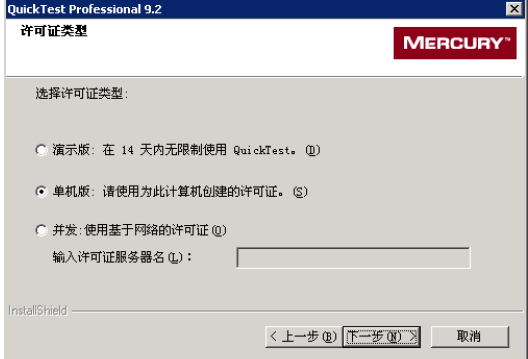 QuickTest Professional 9.2
许可证类型
MERCURY™
选择许可证类型:
演示版: 在 14 天内无限制使用 QuickTest。(D)
单机版: 请使用为此计算机创建的许可证。(S)
并发:使用基于网络的许可证(O)
输入许可证服务器名(L):
InstallShield
< 上一步(B) 下一步(N) > 取消